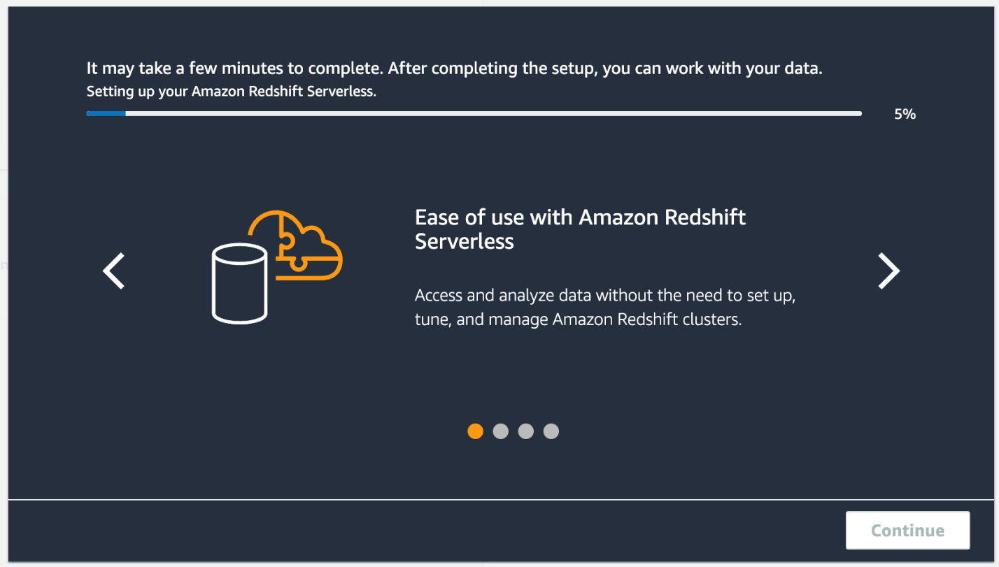 It may take a few minutes to complete. After completing the setup, you can work with your data.
Setting up your Amazon Redshift Serverless.
5%
Ease of use with Amazon Redshift
Serverless
Access and analyze data without the need to set up,
tune, and manage Amazon Redshift clusters.
Continue